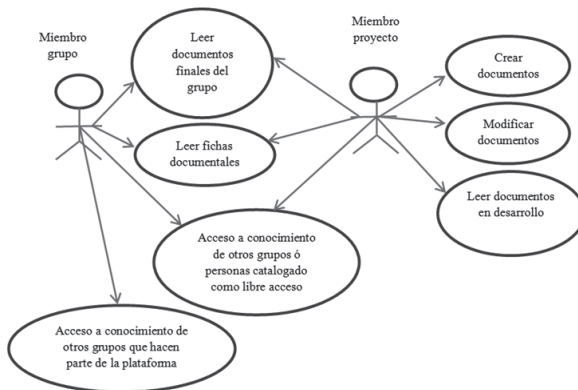 Miembro
grupo
Leer
documentos
finales del
grupo
Miembro
proyecto
Crear
documentos
Leer fichas
documentales
Modificar
documentos
Leer documentos
en desarrollo
Acceso a conocimiento
de otros grupos ó
personas catalogado
como libre acceso
Acceso a conocimiento de
otros grupos que hacen
parte de la plataforma